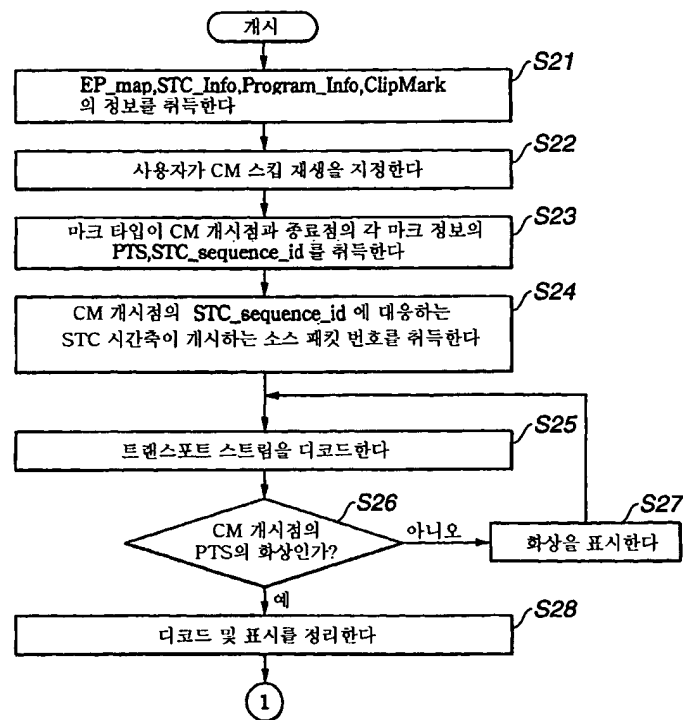 개시
S21
EP_map,STC_Info,Program_Info,ClipMark
의 정보를 취득한다
S22
사용자가 CM 스킵 재생을 지정한다
S23
마크 타입이 CM 개시점과 종료점의 각 마크 정보의
PTS,STC_sequence_id 를 취득한다
S24
CM 개시점의 STC_sequence_id 에 대응하는
STC 시간축이 개시하는 소스 패킷 번호를 취득한다
S25
트랜스포트 스트림을 디코드한다
S26
CM 개시점의
PTS의 화상인가?
아니오
S27
화상을 표시한다
예
S28
디코드 및 표시를 정리한다
1